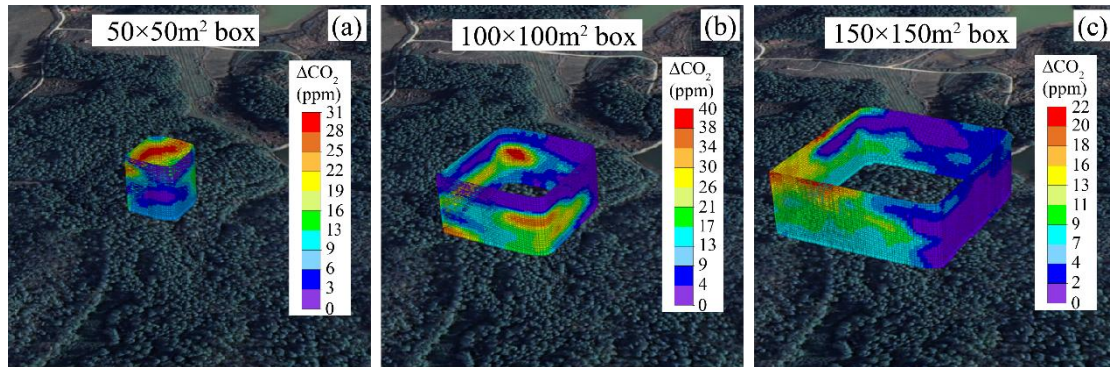 50×50m² box
(a)
ΔCO₂
(ppm)
31
28
25
22
19
16
13
9
6
3
0
100×100m² box
(b)
ΔCO₂
(ppm)
40
38
34
30
26
21
17
13
9
4
0
150×150m² box
(c)
ΔCO₂
(ppm)
22
20
18
16
13
11
9
7
4
2
0